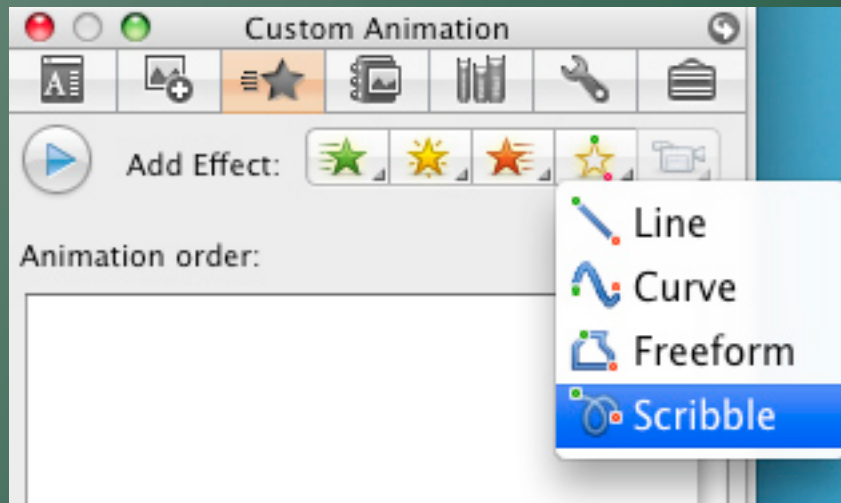 Custom Animation
Add Effect:
Line
Animation order:
Curve
Freeform
Scribble